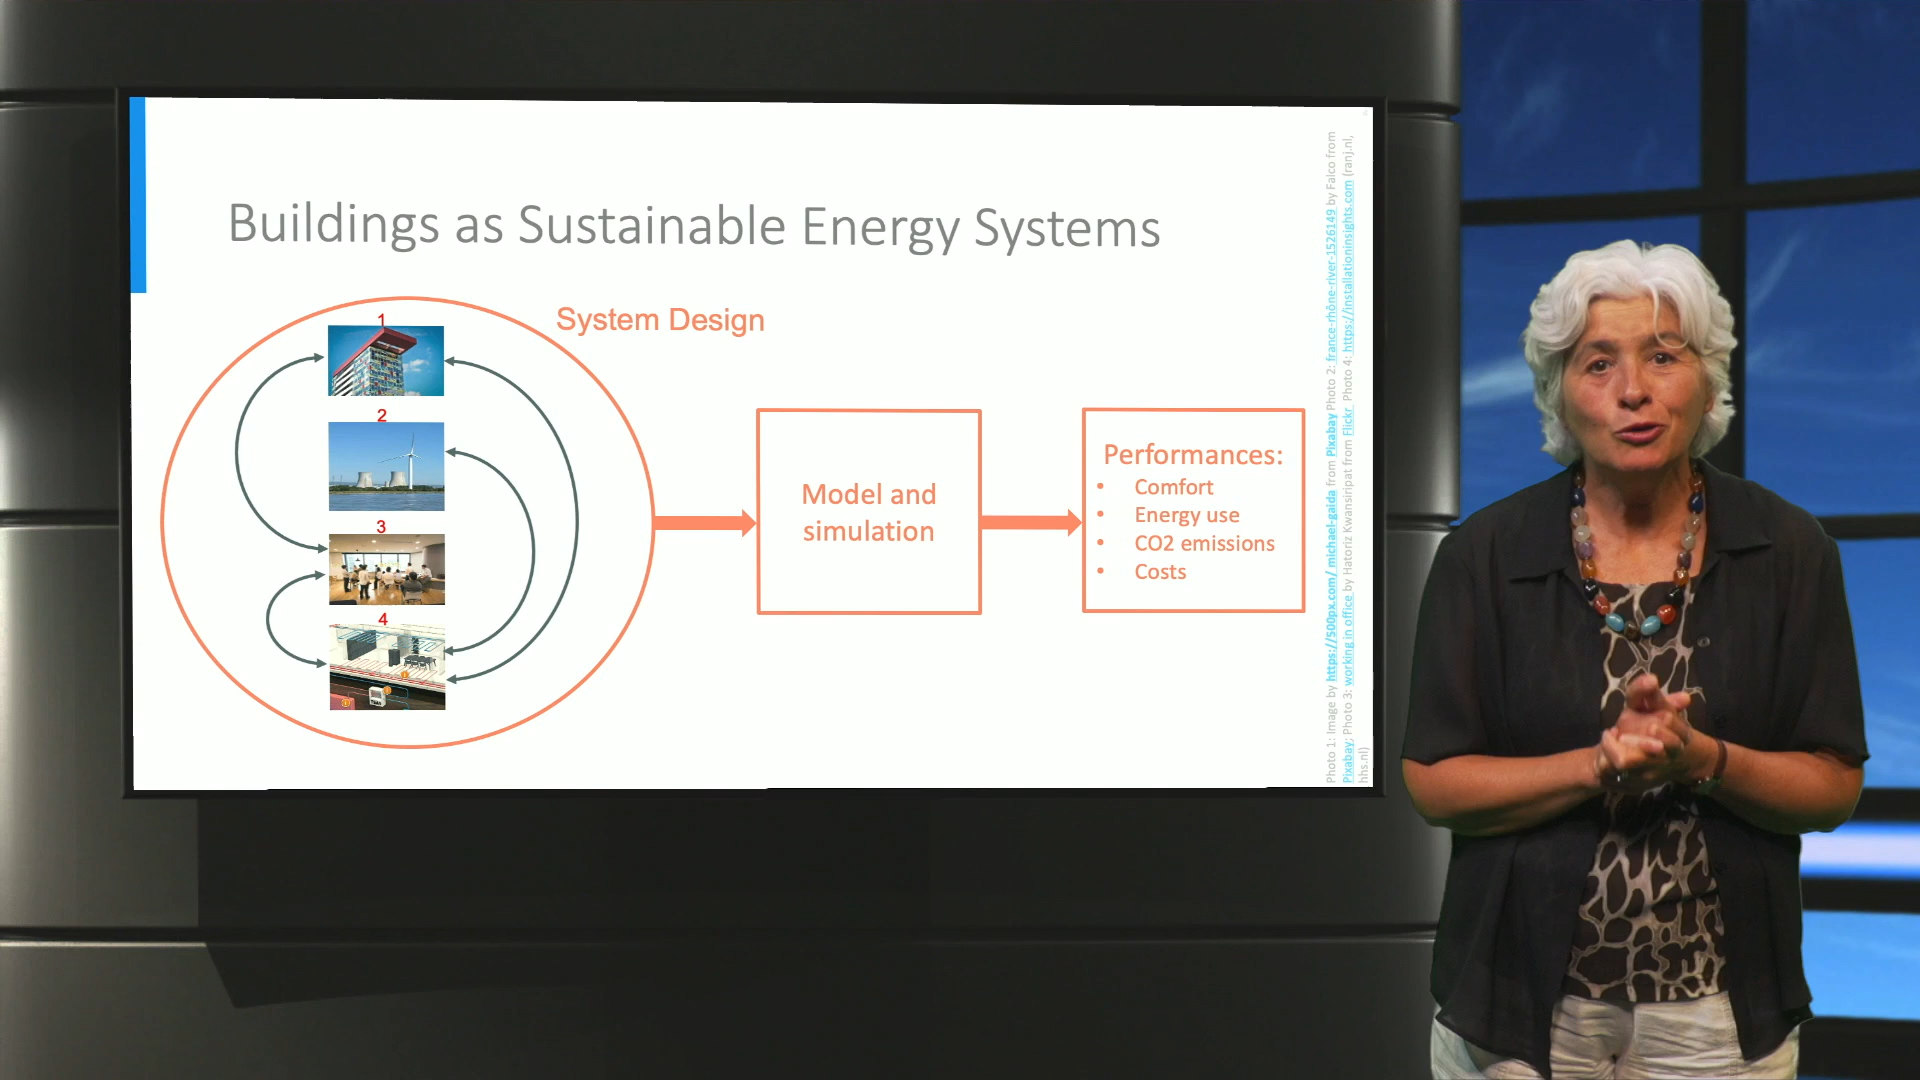 Buildings as Sustainable Energy Systems
System Design
1
2
3
4
Model and
simulation
Performances:
• Comfort
• Energy use
• CO2 emissions
• Costs
Photo 1: Image by https://500px.com/ michael-gaida from Pixabay Photo 2: france-rhône-river-1526149 by Falco from
Pixabay; Photo 3: working in office by Hatoriz Kwansiripat from Flickr Photo 4: https://installationinsights.com (ranj.nl,
hhs.nl)